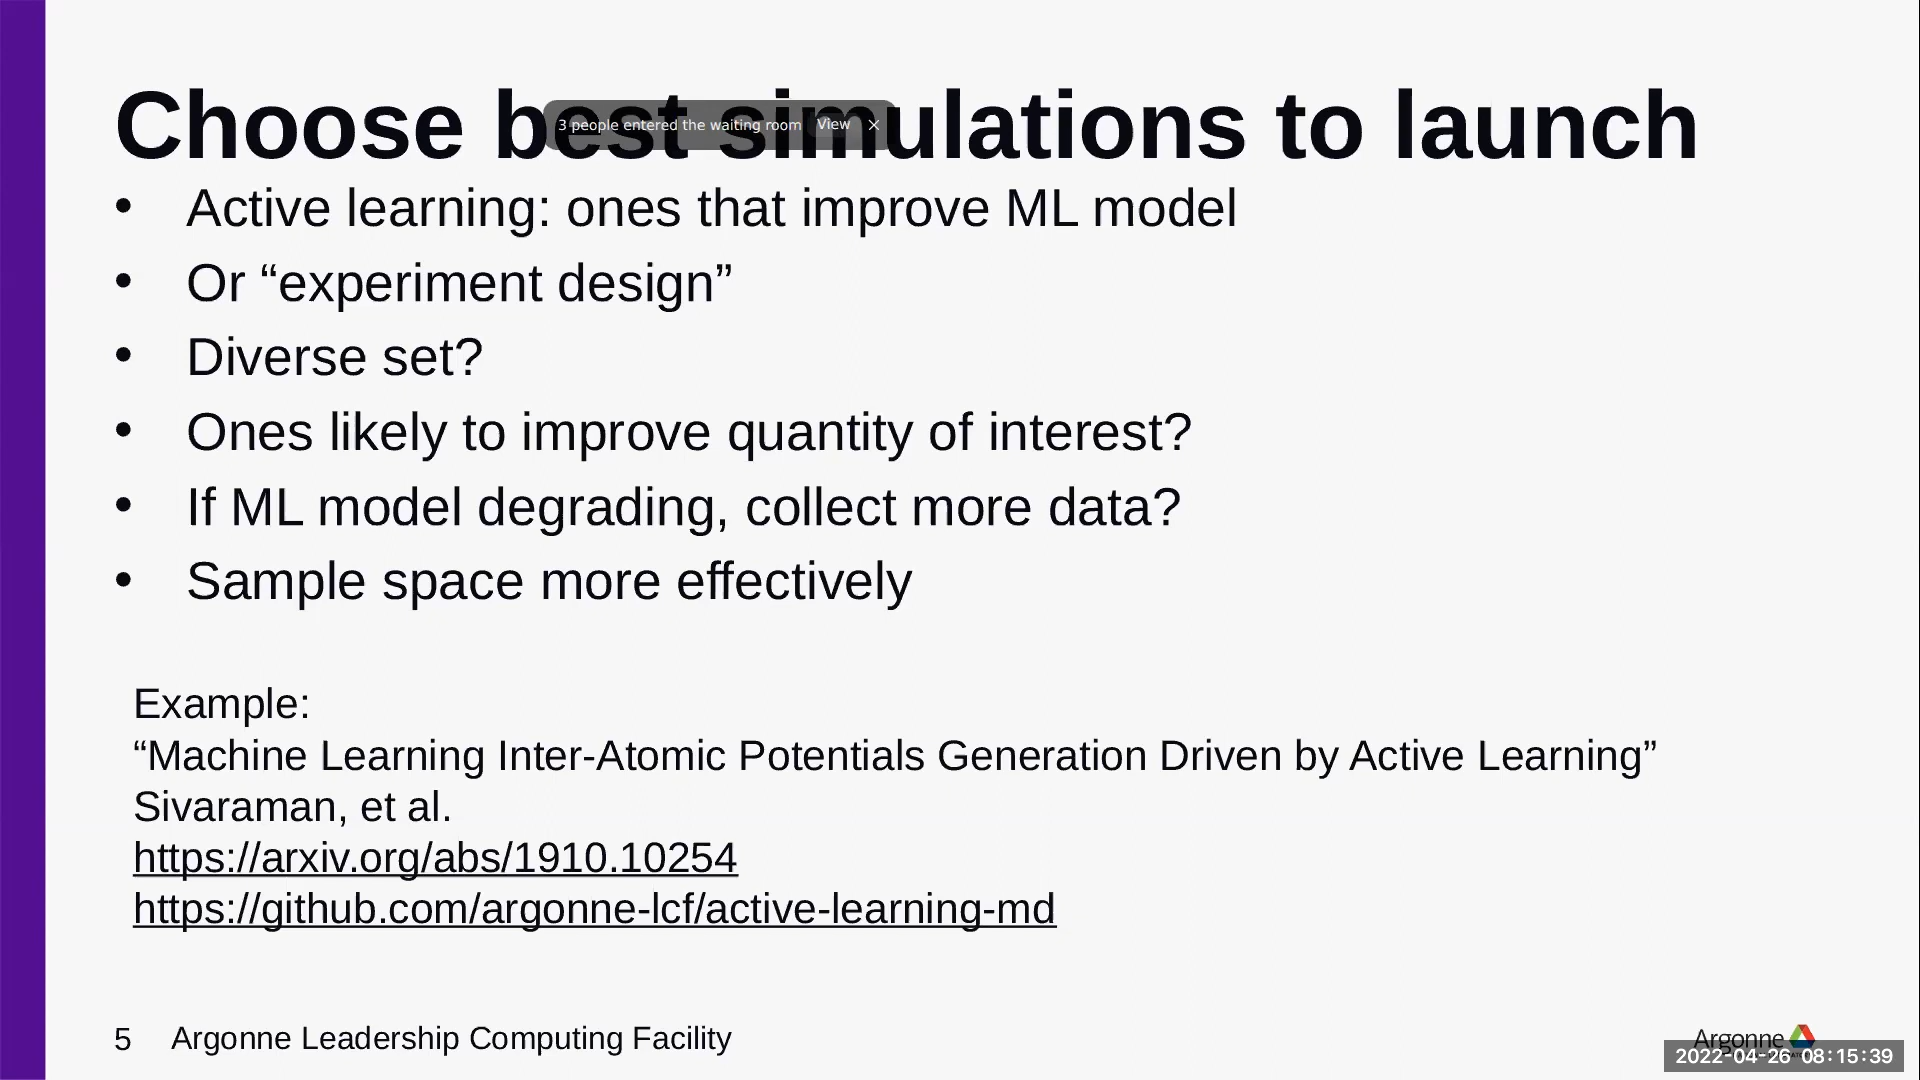 Choose best simulations to launch
3 people entered the waiting room View ×
• Active learning: ones that improve ML model
• Or “experiment design”
• Diverse set?
• Ones likely to improve quantity of interest?
• If ML model degrading, collect more data?
• Sample space more effectively
Example:
“Machine Learning Inter-Atomic Potentials Generation Driven by Active Learning”
Sivaraman, et al.
https://arxiv.org/abs/1910.10254
https://github.com/argonne-lcf/active-learning-md
5 Argonne Leadership Computing Facility
Argonne
2022-04-26 08:15:39